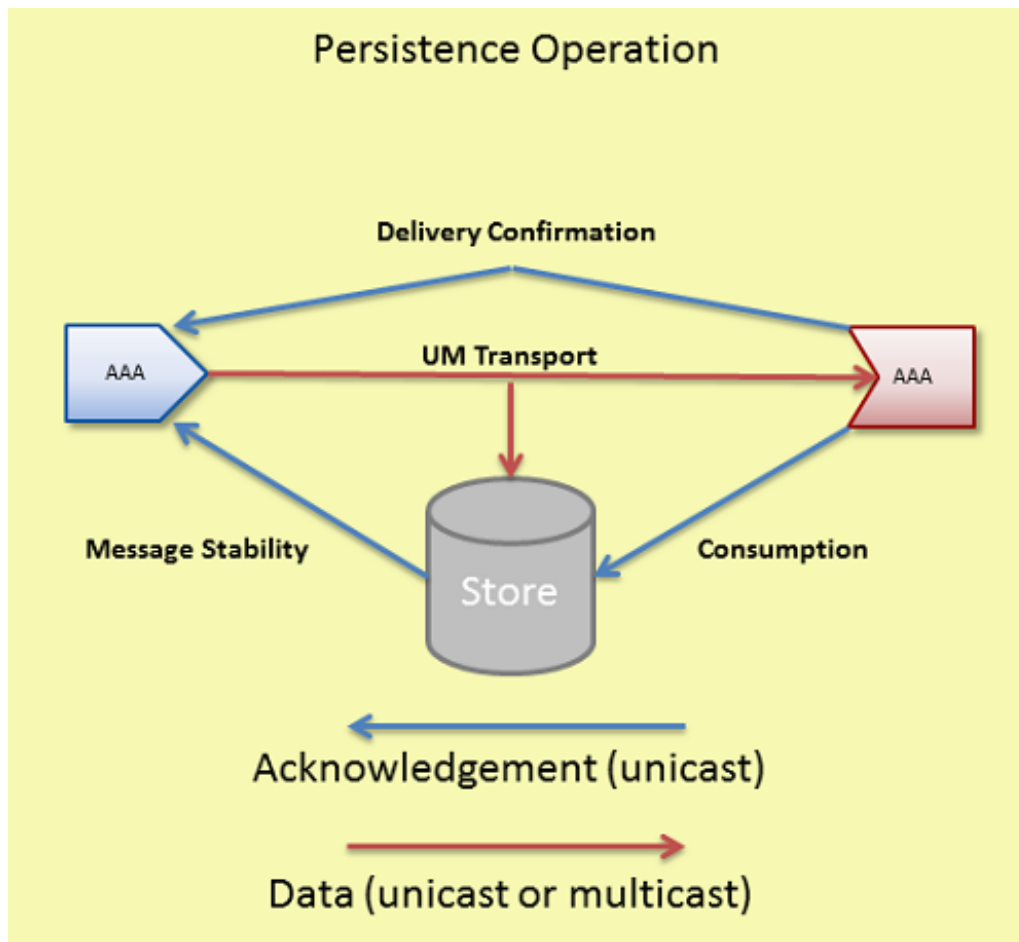 Persistence Operation
Delivery Confirmation
UM Transport
AAA
AAA
Message Stability
Consumption
Store
Acknowledgement (unicast)
Data (unicast or multicast)